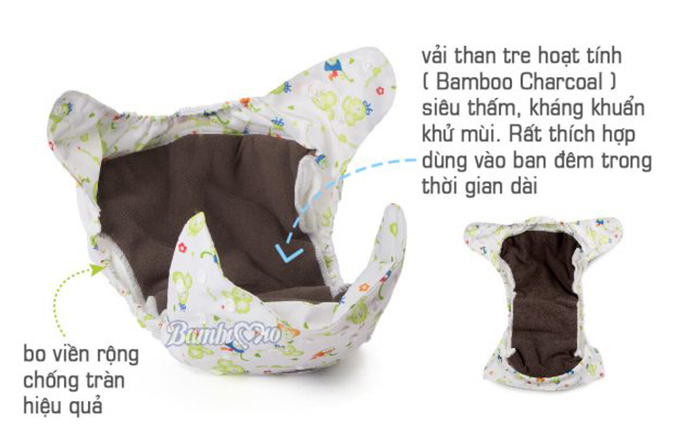 vải than tre hoạt tính
( Bamboo Charcoal )
siêu thấm, kháng khuẩn
khử mùi. Rất thích hợp
dùng vào ban đêm trong
thời gian dài
BambiMio
bo viền rộng
chống tràn
hiệu quả